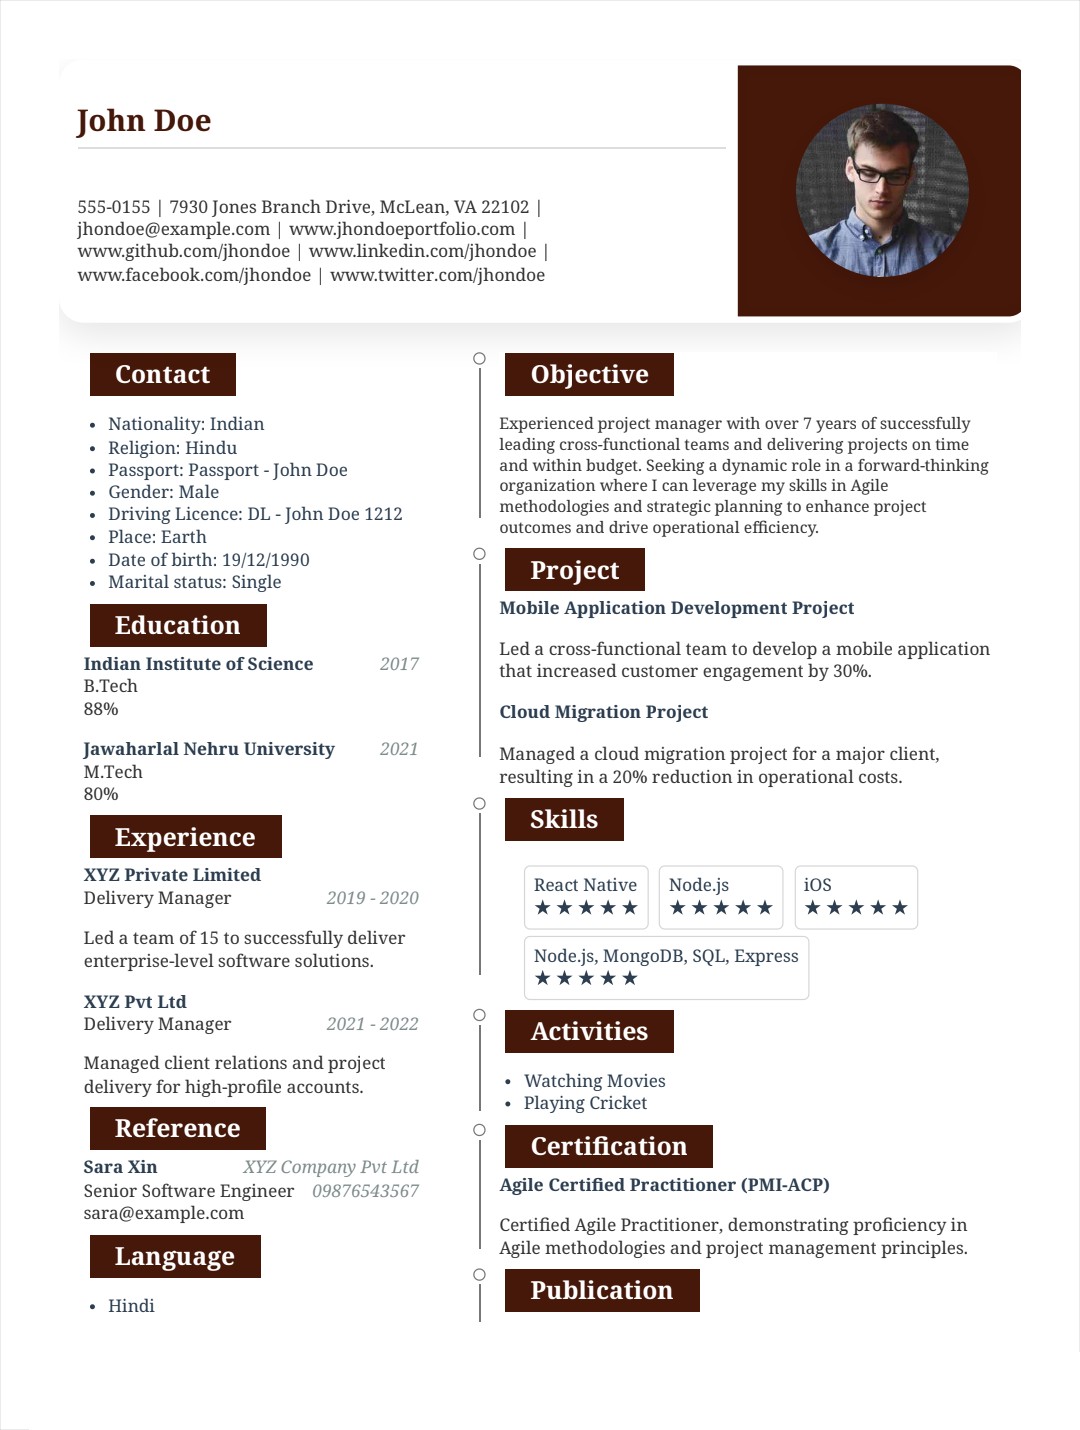 John Doe
555-0155 | 7930 Jones Branch Drive, McLean, VA 22102 |
jhondoe@example.com | www.jhondoeportfolio.com |
www.github.com/jhondoe | www.linkedin.com/jhondoe |
www.facebook.com/jhondoe | www.twitter.com/jhondoe
Contact
• Nationality: Indian
• Religion: Hindu
• Passport: Passport - John Doe
• Gender: Male
• Driving Licence: DL - John Doe 1212
• Place: Earth
• Date of birth: 19/12/1990
• Marital status: Single
Education
Indian Institute of Science 2017
B.Tech
88%
Jawaharlal Nehru University 2021
M.Tech
80%
Experience
XYZ Private Limited
Delivery Manager 2019 - 2020
Led a team of 15 to successfully deliver
enterprise-level software solutions.
XYZ Pvt Ltd
Delivery Manager 2021 - 2022
Managed client relations and project
delivery for high-profile accounts.
Reference
Sara Xin XYZ Company Pvt Ltd
Senior Software Engineer 09876543567
sara@example.com
Language
• Hindi
Objective
Experienced project manager with over 7 years of successfully
leading cross-functional teams and delivering projects on time
and within budget. Seeking a dynamic role in a forward-thinking
organization where I can leverage my skills in Agile
methodologies and strategic planning to enhance project
outcomes and drive operational efficiency.
Project
Mobile Application Development Project
Led a cross-functional team to develop a mobile application
that increased customer engagement by 30%.
Cloud Migration Project
Managed a cloud migration project for a major client,
resulting in a 20% reduction in operational costs.
Skills
React Native Node.js iOS
★★★★★ ★★★★★ ★★★★★
Node.js, MongoDB, SQL, Express
★★★★★
Activities
• Watching Movies
• Playing Cricket
Certification
Agile Certified Practitioner (PMI-ACP)
Certified Agile Practitioner, demonstrating proficiency in
Agile methodologies and project management principles.
Publication